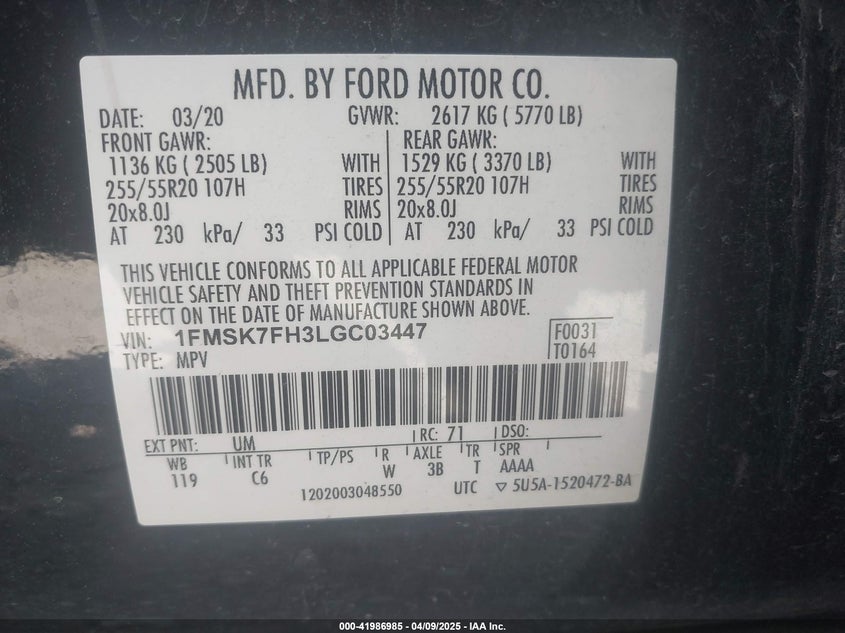 MFD. BY FORD MOTOR CO.
DATE: 03/20 GVWR: 2617 KG ( 5770 LB)
FRONT GAWR: REAR GAWR:
1136 KG ( 2505 LB) WITH 1529 KG ( 3370 LB) WITH
255/55R20 107H TIRES 255/55R20 107H TIRES
20x8.0J RIMS 20x8.0J RIMS
AT 230 kPa/ 33 PSI COLD AT 230 kPa/ 33 PSI COLD
THIS VEHICLE CONFORMS TO ALL APPLICABLE FEDERAL MOTOR
VEHICLE SAFETY AND THEFT PREVENTION STANDARDS IN
EFFECT ON THE DATE OF MANUFACTURE SHOWN ABOVE.
VIN: 1FMSK7FH3LGC03447 F0031
TYPE: MPV T0164
EXT PNT: UM RC: 71 DSO:
WB INT TR TP/PS R AXLE TR SPR
119 C6 W 3B T AAAA
1202003048550 UTC ▽ 5U5A-1520472-BA
000-41986985 - 04/09/2025 - IAA Inc.